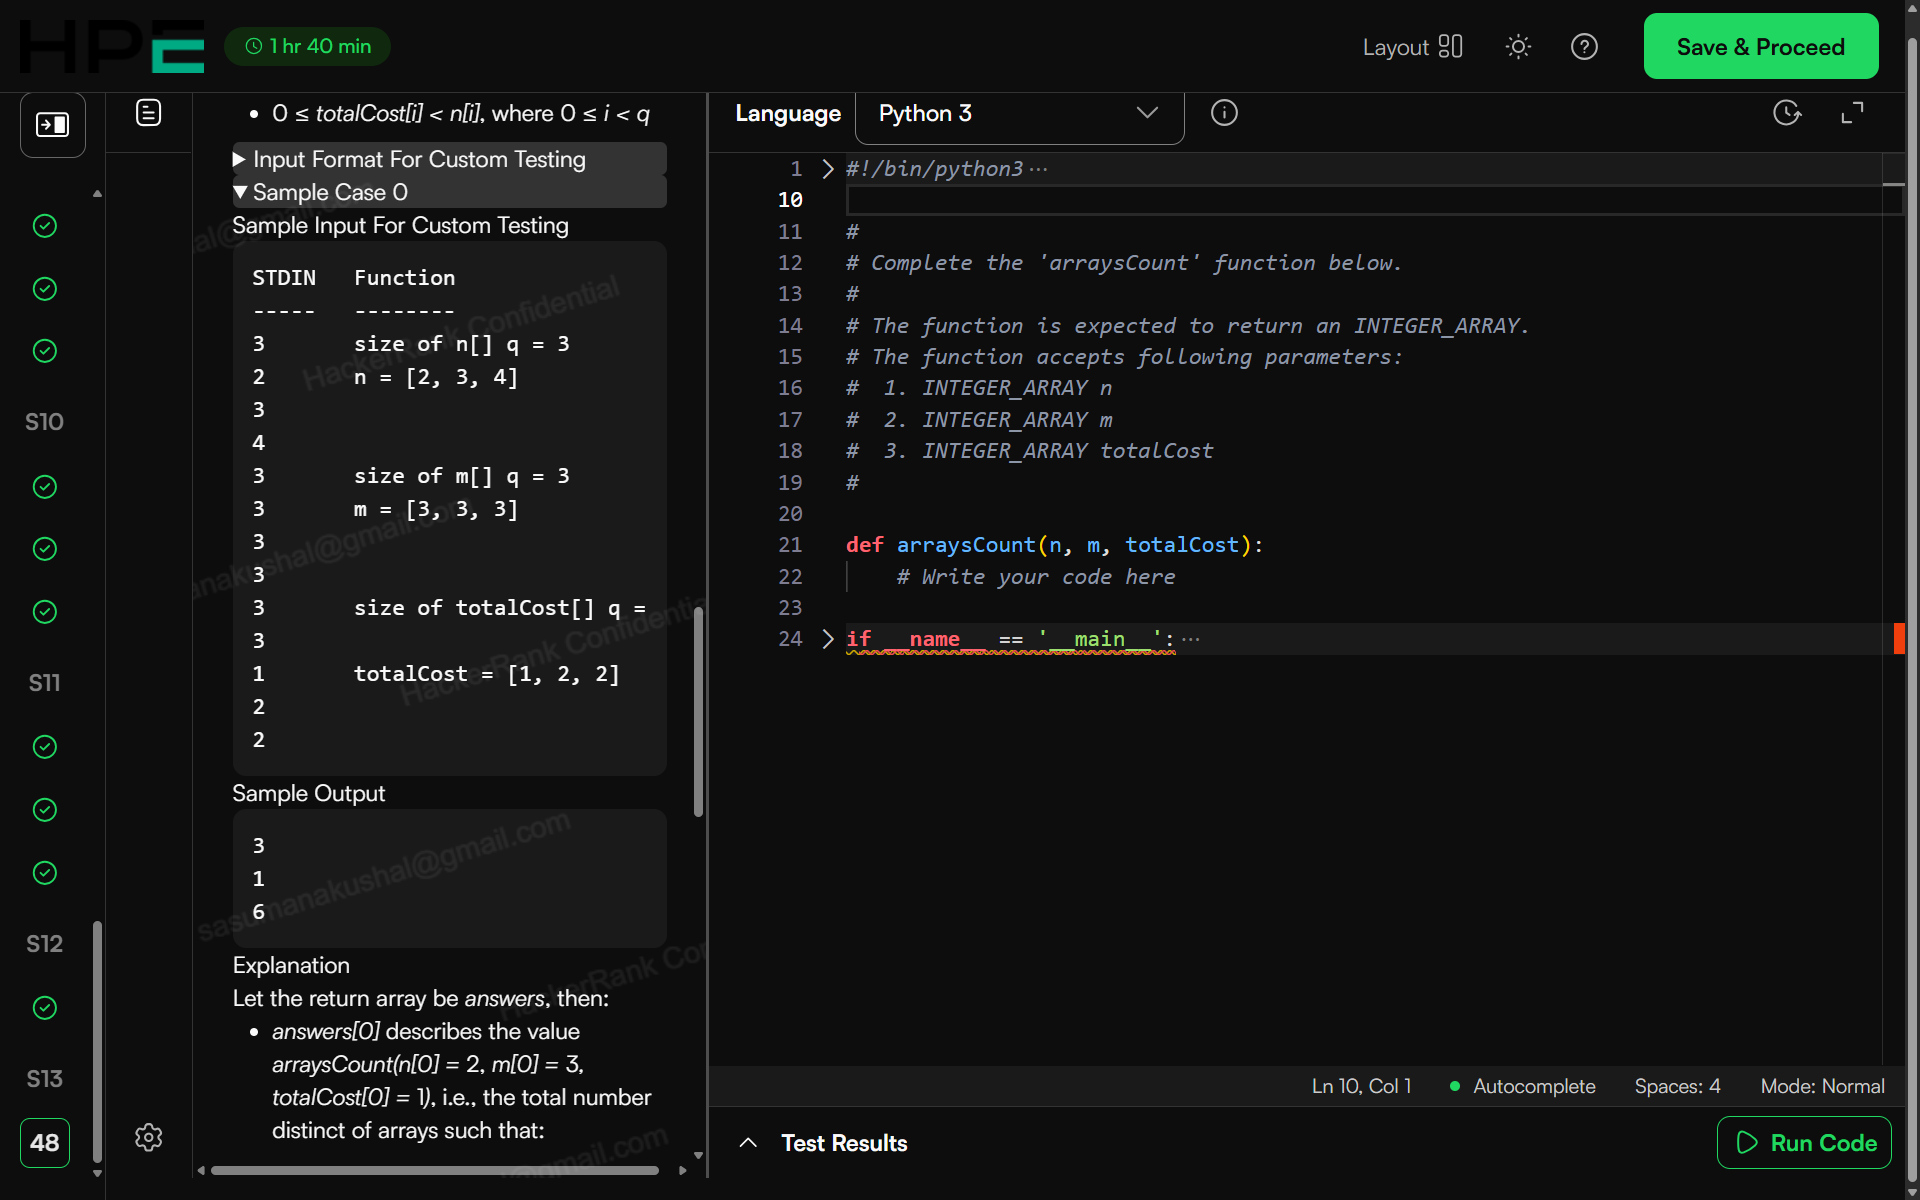 HPE
1 hr 40 min
Layout
Save & Proceed
0 ≤ totalCost[i] < n[i], where 0 ≤ i < q
Input Format For Custom Testing
Sample Case 0
Sample Input For Custom Testing
STDIN Function
----- --------
3 size of n[] q = 3
2 n = [2, 3, 4]
3
4
3 size of m[] q = 3
3 m = [3, 3, 3]
3
3
3 size of totalCost[] q =
3
1 totalCost = [1, 2, 2]
2
2
Sample Output
3
1
6
Explanation
Let the return array be answers, then:
answers[0] describes the value
arraysCount(n[0] = 2, m[0] = 3,
totalCost[0] = 1), i.e., the total number
distinct of arrays such that:
HackerRank Confidential
HackerRank Confidential
sasumanakushal@gmail.com
S10
S11
S12
S13
48
Language
Python 3
1 #!/bin/python3 ···
10
11 #
12 # Complete the 'arraysCount' function below.
13 #
14 # The function is expected to return an INTEGER_ARRAY.
15 # The function accepts following parameters:
16 #  1. INTEGER_ARRAY n
17 #  2. INTEGER_ARRAY m
18 #  3. INTEGER_ARRAY totalCost
19 #
20
21 def arraysCount(n, m, totalCost):
22     # Write your code here
23
24 if __name__ == '__main__': ···
Ln 10, Col 1
Autocomplete
Spaces: 4
Mode: Normal
Test Results
Run Code